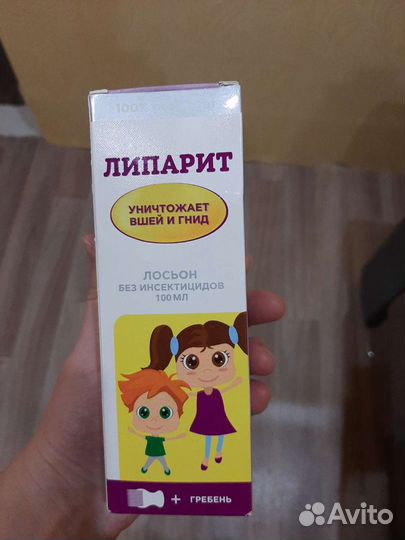 ЛИПАРИТ
УНИЧТОЖАЕТ
ВШЕЙ И ГНИД
ЛОСЬОН
БЕЗ ИНСЕКТИЦИДОВ
100 МЛ
+ ГРЕБЕНЬ
Avito